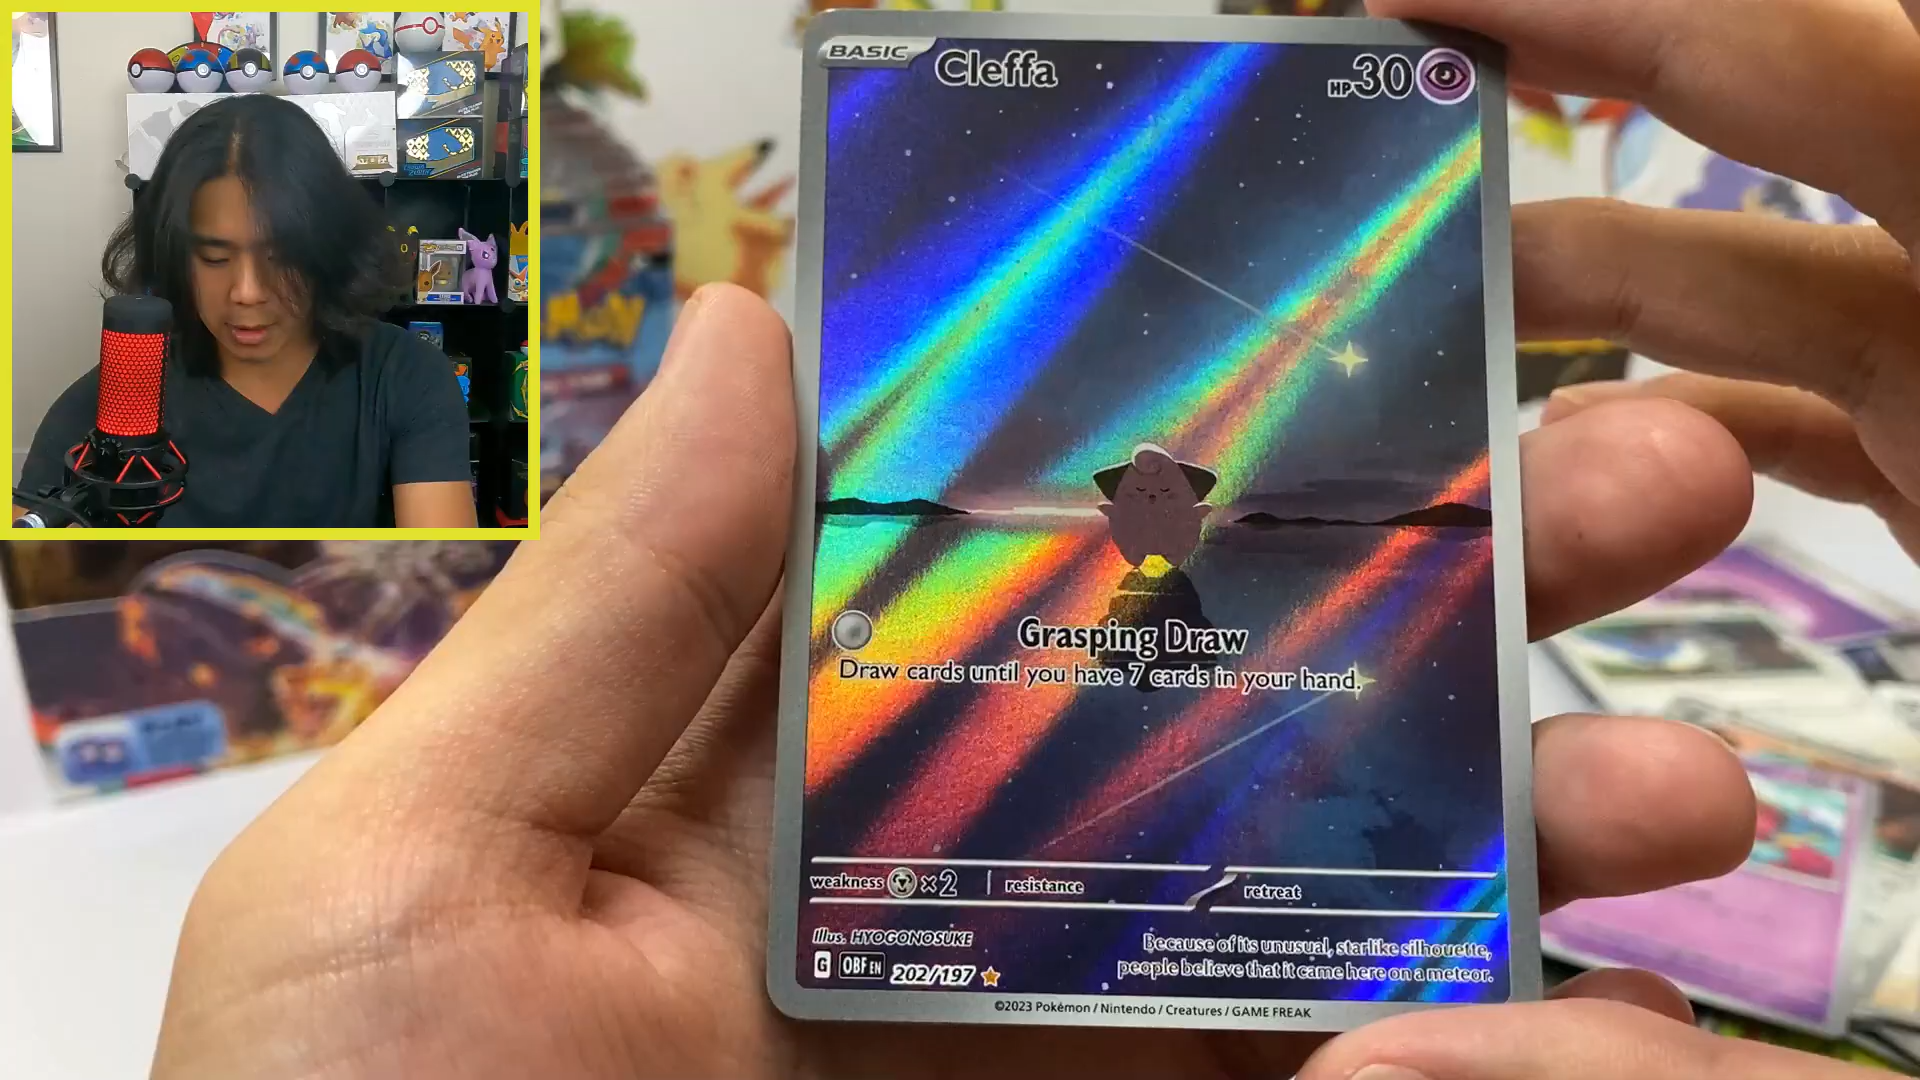 BASIC
Cleffa
HP30
Grasping Draw
Draw cards until you have 7 cards in your hand.
weakness ×2 resistance retreat
Illus. HYOGONOSUKE
G OBF EN 202/197
Because of its unusual, starlike silhouette,
people believe that it came here on a meteor.
©2023 Pokémon / Nintendo / Creatures / GAME FREAK